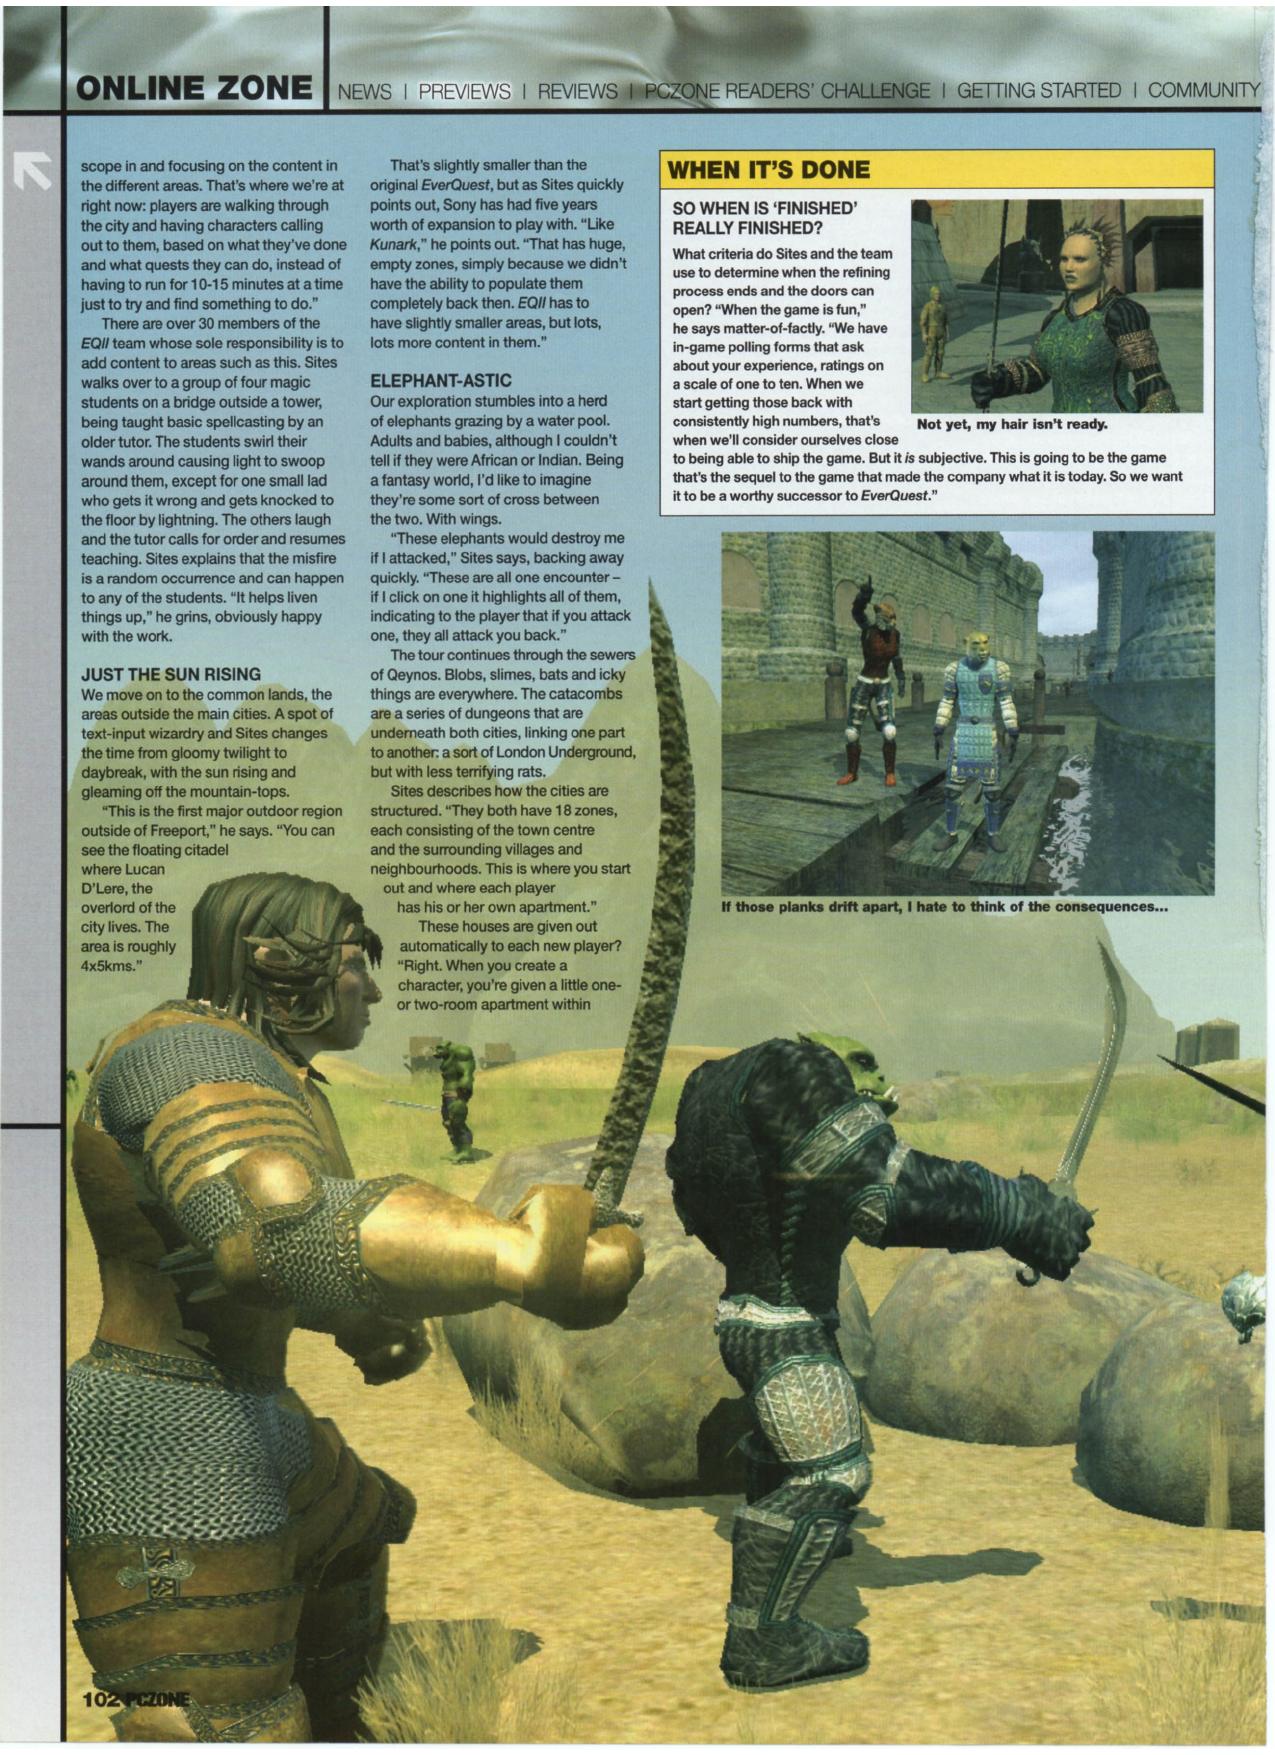 ONLINE ZONE
NEWS | PREVIEWS | REVIEWS | PCZONE READERS' CHALLENGE | GETTING STARTED | COMMUNITY
scope in and focusing on the content in
the different areas. That's where we're at
right now: players are walking through
the city and having characters calling
out to them, based on what they've done
and what quests they can do, instead of
having to run for 10-15 minutes at a time
just to try and find something to do."
There are over 30 members of the
EQII team whose sole responsibility is to
add content to areas such as this. Sites
walks over to a group of four magic
students on a bridge outside a tower,
being taught basic spellcasting by an
older tutor. The students swirl their
wands around causing light to swoop
around them, except for one small lad
who gets it wrong and gets knocked to
the floor by lightning. The others laugh
and the tutor calls for order and resumes
teaching. Sites explains that the misfire
is a random occurrence and can happen
to any of the students. "It helps liven
things up," he grins, obviously happy
with the work.
JUST THE SUN RISING
We move on to the common lands, the
areas outside the main cities. A spot of
text-input wizardry and Sites changes
the time from gloomy twilight to
daybreak, with the sun rising and
gleaming off the mountain-tops.
"This is the first major outdoor region
outside of Freeport," he says. "You can
see the floating citadel
where Lucan
D'Lere, the
overlord of the
city lives. The
area is roughly
4x5kms."
That's slightly smaller than the
original EverQuest, but as Sites quickly
points out, Sony has had five years
worth of expansion to play with. "Like
Kunark," he points out. "That has huge,
empty zones, simply because we didn't
have the ability to populate them
completely back then. EQII has to
have slightly smaller areas, but lots,
lots more content in them."
ELEPHANT-ASTIC
Our exploration stumbles into a herd
of elephants grazing by a water pool.
Adults and babies, although I couldn't
tell if they were African or Indian. Being
a fantasy world, I'd like to imagine
they're some sort of cross between
the two. With wings.
"These elephants would destroy me
if I attacked," Sites says, backing away
quickly. "These are all one encounter –
if I click on one it highlights all of them,
indicating to the player that if you attack
one, they all attack you back."
The tour continues through the sewers
of Qeynos. Blobs, slimes, bats and icky
things are everywhere. The catacombs
are a series of dungeons that are
underneath both cities, linking one part
to another: a sort of London Underground,
but with less terrifying rats.
Sites describes how the cities are
structured. "They both have 18 zones,
each consisting of the town centre
and the surrounding villages and
neighbourhoods. This is where you start
out and where each player
has his or her own apartment."
These houses are given out
automatically to each new player?
"Right. When you create a
character, you're given a little one-
or two-room apartment within
WHEN IT'S DONE
SO WHEN IS 'FINISHED'
REALLY FINISHED?
What criteria do Sites and the team
use to determine when the refining
process ends and the doors can
open? "When the game is fun,"
he says matter-of-factly. "We have
in-game polling forms that ask
about your experience, ratings on
a scale of one to ten. When we
start getting those back with
consistently high numbers, that's
when we'll consider ourselves close
to being able to ship the game. But it is subjective. This is going to be the game
that's the sequel to the game that made the company what it is today. So we want
it to be a worthy successor to EverQuest."
Not yet, my hair isn't ready.
If those planks drift apart, I hate to think of the consequences...
102 PCZONE